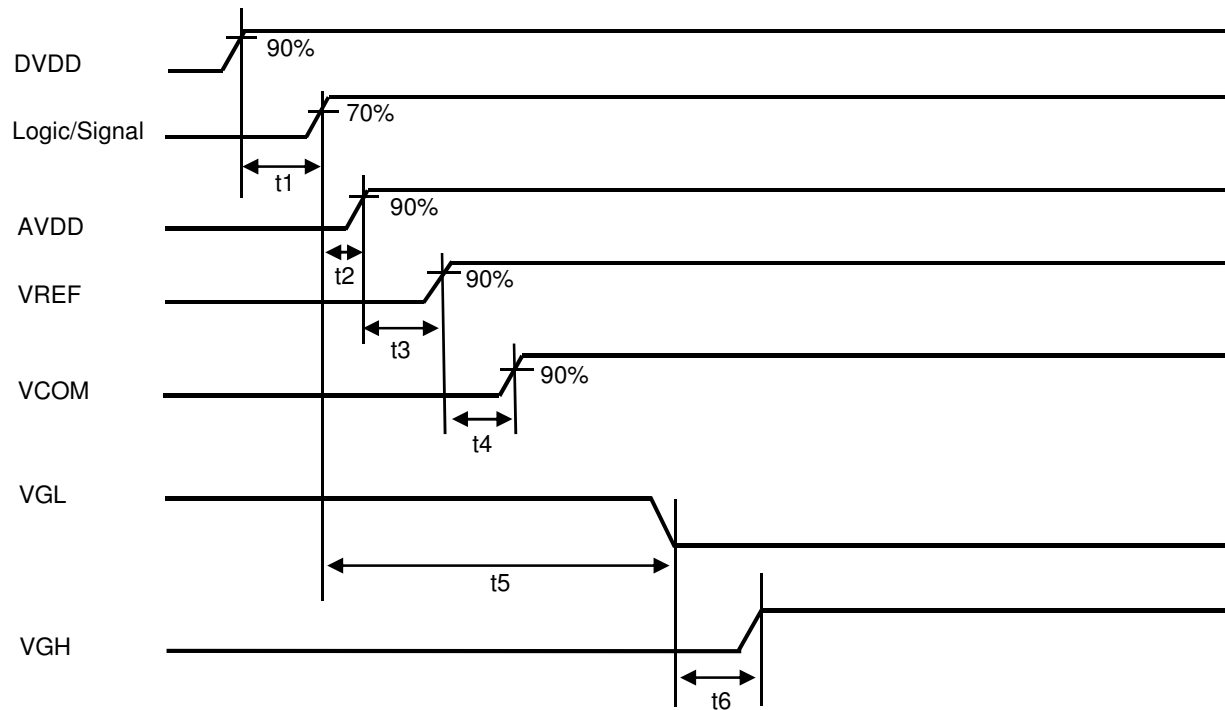 DVDD
90%
Logic/Signal
70%
t1
AVDD
90%
t2
VREF
90%
t3
VCOM
90%
t4
VGL
t5
VGH
t6